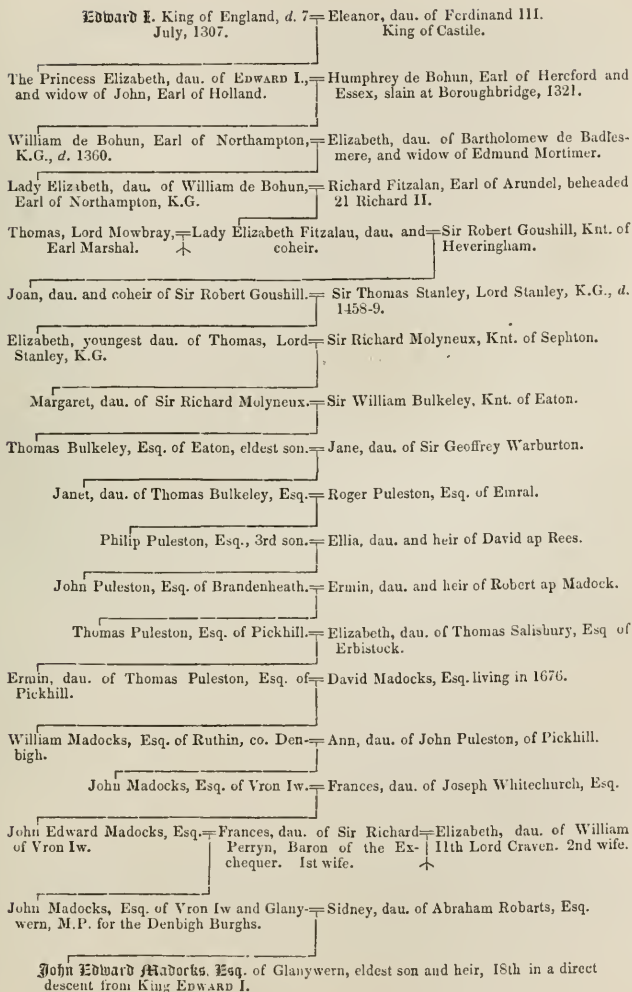 Edward I. King of England, d. 7 July, 1307. = Eleanor, dau. of Ferdinand III. King of Castile.
The Princess Elizabeth, dau. of EDWARD I., and widow of John, Earl of Holland. = Humphrey de Bohun, Earl of Hereford and Essex, slain at Boroughbridge, 1321.
William de Bohun, Earl of Northampton, K.G., d. 1360. = Elizabeth, dau. of Bartholomew de Badlesmere, and widow of Edmund Mortimer.
Lady Elizabeth, dau. of William de Bohun, Earl of Northampton, K.G. = Richard Fitzalan, Earl of Arundel, beheaded 21 Richard II.
Thomas, Lord Mowbray, Earl Marshal. = Lady Elizabeth Fitzalau, dau. and coheir. = Sir Robert Goushill, Knt. of Heveringham.
Joan, dau. and coheir of Sir Robert Goushill. = Sir Thomas Stanley, Lord Stanley, K.G., d. 1458-9.
Elizabeth, youngest dau. of Thomas, Lord Stanley, K.G. = Sir Richard Molyneux, Knt. of Sephton.
Margaret, dau. of Sir Richard Molyneux. = Sir William Bulkeley, Knt. of Eaton.
Thomas Bulkeley, Esq. of Eaton, eldest son. = Jane, dau. of Sir Geoffrey Warburton.
Janet, dau. of Thomas Bulkeley, Esq. = Roger Puleston, Esq. of Emral.
Philip Puleston, Esq., 3rd son. = Ellia, dau. and heir of David ap Rees.
John Puleston, Esq. of Brandenheath. = Ermin, dau. and heir of Robert ap Madock.
Thomas Puleston, Esq. of Pickhill. = Elizabeth, dau. of Thomas Salisbury, Esq of Erbistock.
Ermin, dau. of Thomas Puleston, Esq. of Pickhill. = David Madocks, Esq. living in 1676.
William Madocks, Esq. of Ruthin, co. Denbigh. = Ann, dau. of John Puleston, of Pickhill.
John Madocks, Esq. of Vron Iw. = Frances, dau. of Joseph Whitechurch, Esq.
John Edward Madocks, Esq. of Vron Iw. = Frances, dau. of Sir Richard Perryn, Baron of the Exchequer. 1st wife. = Elizabeth, dau. of William 11th Lord Craven. 2nd wife.
John Madocks, Esq. of Vron Iw and Glanywern, M.P. for the Denbigh Burghs. = Sidney, dau. of Abraham Robarts, Esq.
John Edward Madocks, Esq. of Glanywern, eldest son and heir, 18th in a direct
descent from King EDWARD I.